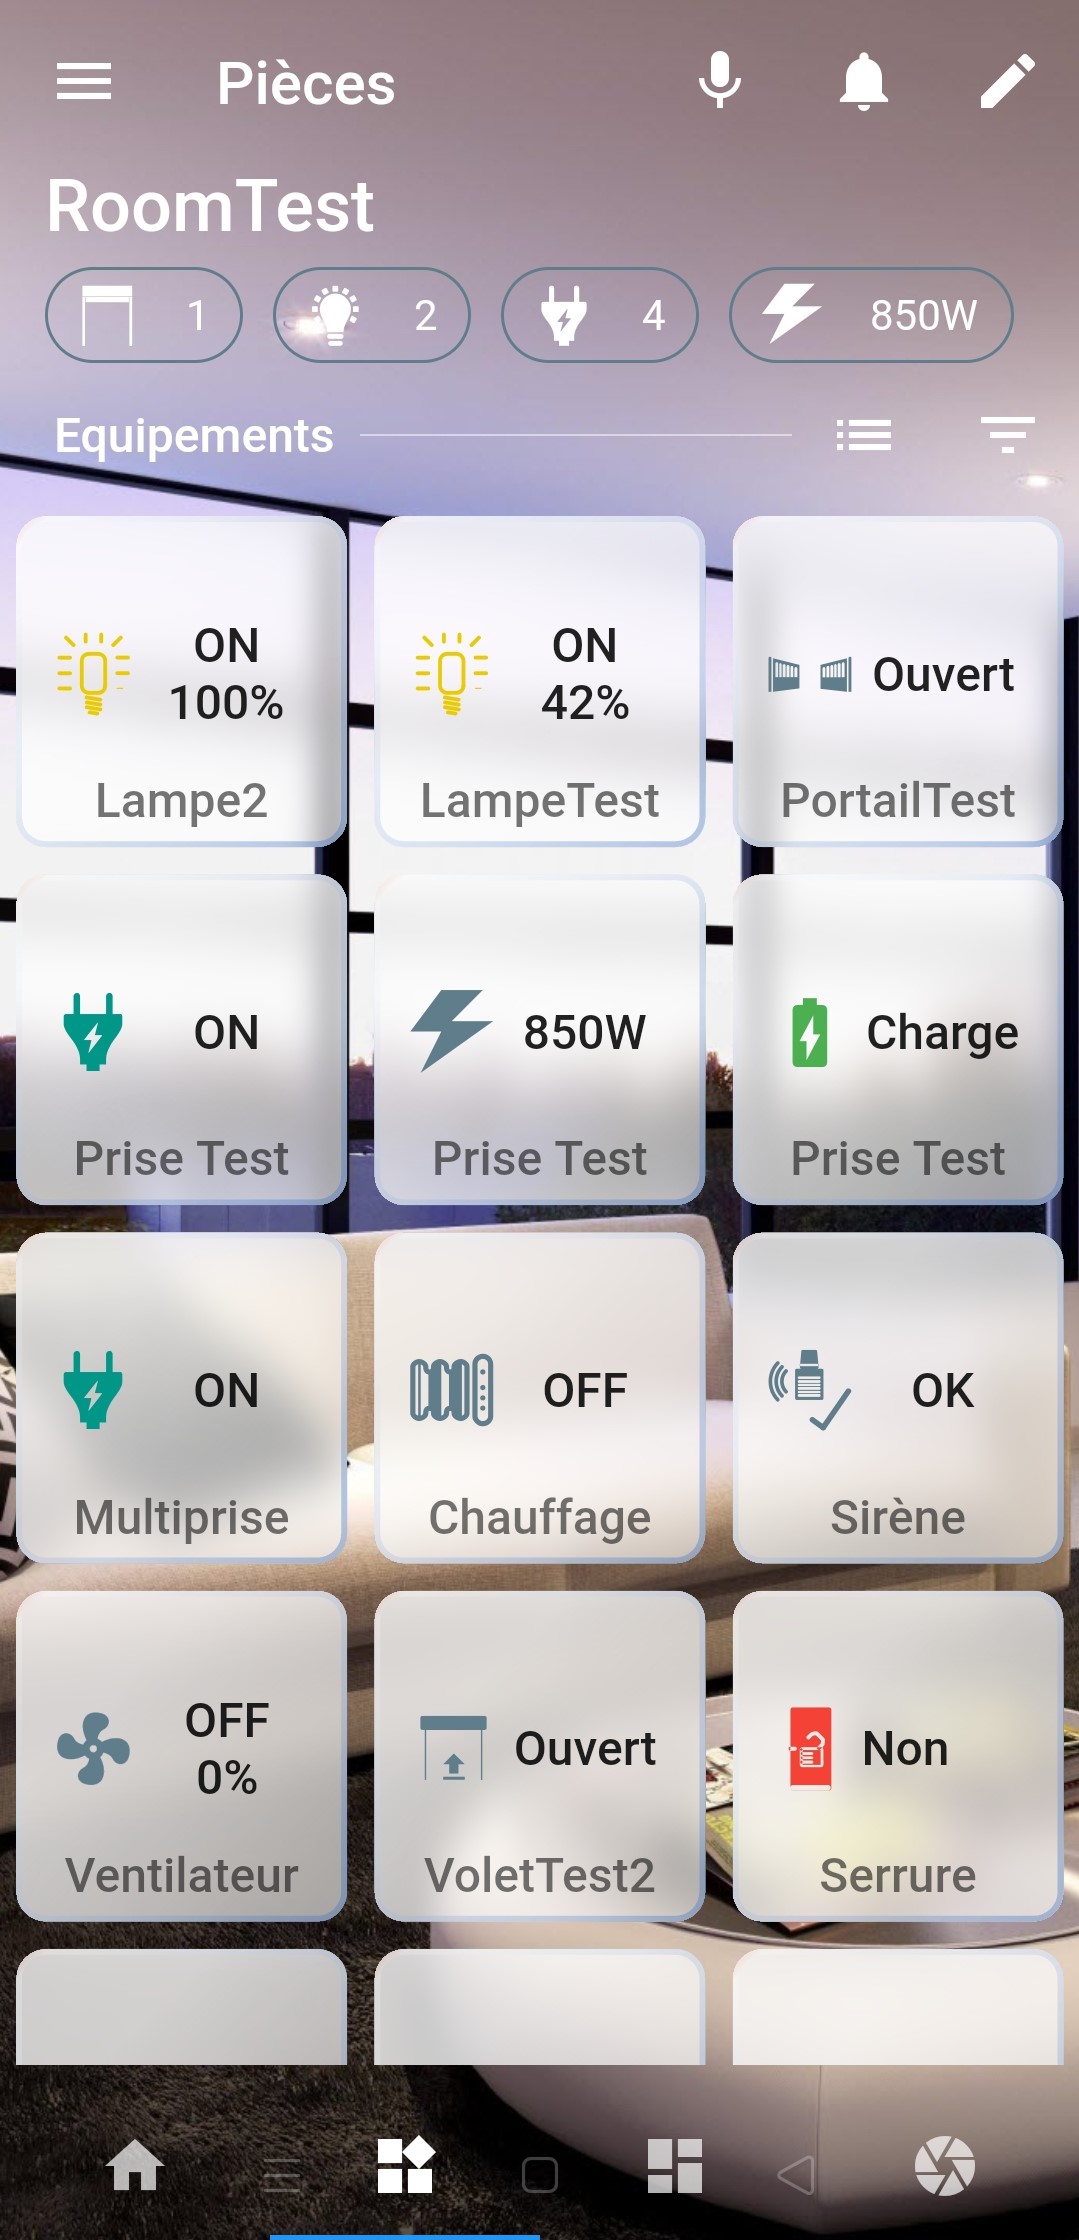 Pièces
RoomTest
1 2 4 850W
Equipements
ON
100%
Lampe2
ON
42%
LampeTest
Ouvert
PortailTest
ON
Prise Test
850W
Prise Test
Charge
Prise Test
ON
Multiprise
OFF
Chauffage
OK
Sirène
OFF
0%
Ventilateur
Ouvert
VoletTest2
Non
Serrure